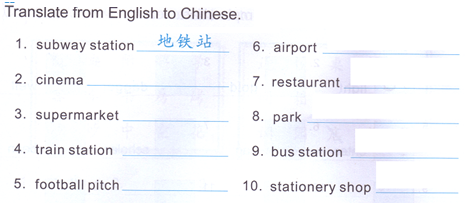 Translate from English to Chinese.
1. subway station 地铁站
2. cinema
3. supermarket
4. train station
5. football pitch
6. airport
7. restaurant
8. park
9. bus station
10. stationery shop